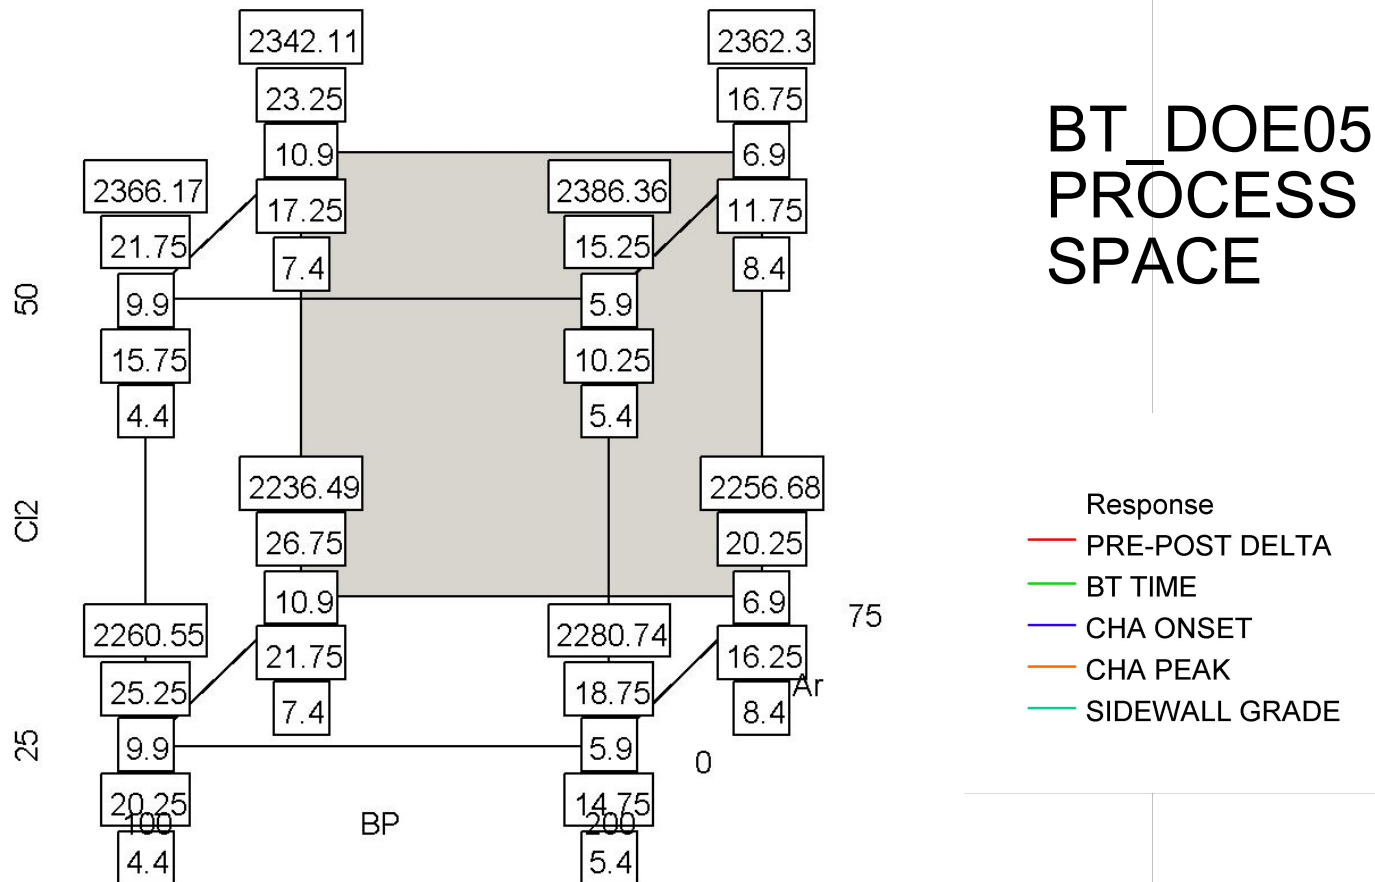 2342.11 2362.3
23.25 16.75
BT_DOE05
10.9 6.9
2366.17 2386.36
PROCESS
17.25 11.75
21.75 15.25
SPACE
7.4 8.4
50
9.9 5.9
15.75 10.25
4.4 5.4
2236.49 2256.68
Response
Cl2
26.75 20.25
PRE-POST DELTA
BT TIME
10.9 6.9
75
CHA ONSET
2260.55 2280.74
21.75 16.25
CHA PEAK
25.25 18.75
Ar
7.4 8.4
SIDEWALL GRADE
25
9.9 5.9
0
20.25 14.75
100 BP 200
4.4 5.4